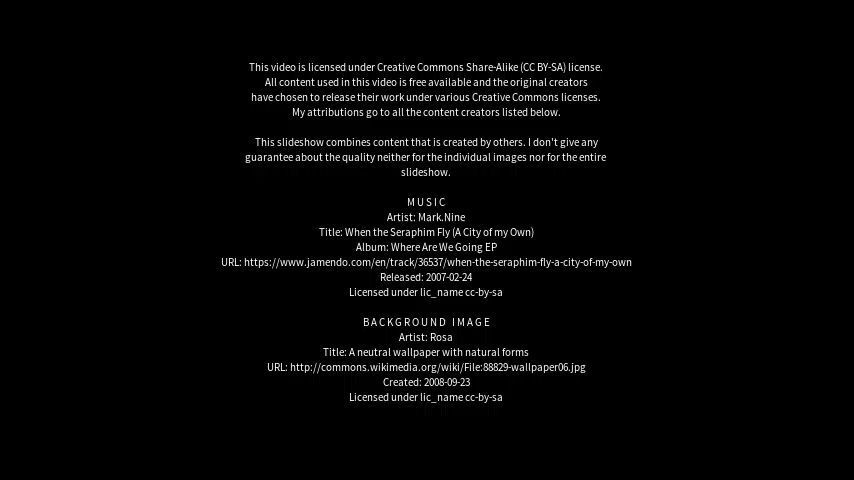 This video is licensed under Creative Commons Share-Alike (CC BY-SA) license.
All content used in this video is free available and the original creators
have chosen to release their work under various Creative Commons licenses.
My attributions go to all the content creators listed below.
This slideshow combines content that is created by others. I don't give any
guarantee about the quality neither for the individual images nor for the entire
slideshow.
MUSIC
Artist: Mark.Nine
Title: When the Seraphim Fly (A City of my Own)
Album: Where Are We Going EP
URL: https://www.jamendo.com/en/track/36537/when-the-seraphim-fly-a-city-of-my-own
Released: 2007-02-24
Licensed under lic_name cc-by-sa
BACKGROUND IMAGE
Artist: Rosa
Title: A neutral wallpaper with natural forms
URL: http://commons.wikimedia.org/wiki/File:88829-wallpaper06.jpg
Created: 2008-09-23
Licensed under lic_name cc-by-sa